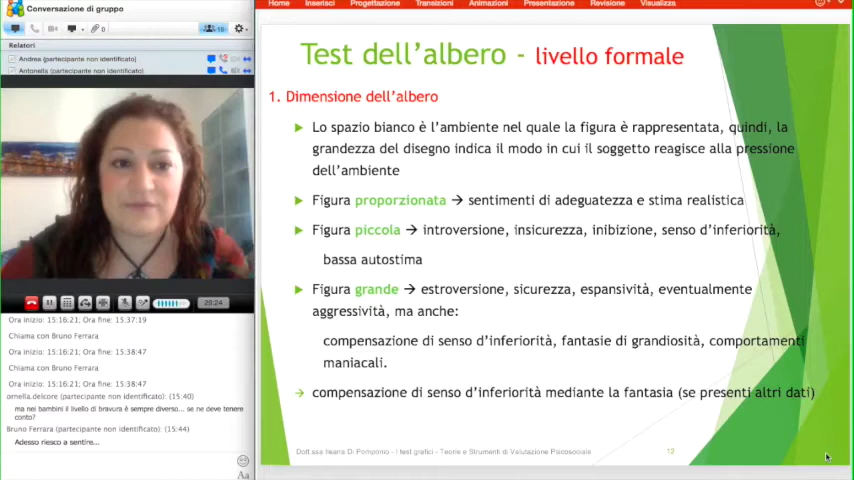 Conversazione di gruppo
Home Inserisci Progettazione Transizioni Animazioni Presentazione Revisione Visualizza
0
18
Relatori
Andrea (partecipante non identificato)
Antonella (partecipante non identificato)
20:24
Ora inizio: 15:16:21; Ora fine: 15:37:19
Chiama con Bruno Ferrara
Ora inizio: 15:16:21; Ora fine: 15:38:47
Chiama con Bruno Ferrara
Ora inizio: 15:16:21; Ora fine: 15:38:47
ornella.delcore (partecipante non identificato): (15:40)
ma nei bambini il livello di bravura è sempre diverso... se ne deve tenere
conto?
Bruno Ferrara (partecipante non identificato): (15:44)
Adesso riesco a sentire...
Aa
Test dell'albero - livello formale
1. Dimensione dell'albero
Lo spazio bianco è l'ambiente nel quale la figura è rappresentata, quindi, la
grandezza del disegno indica il modo in cui il soggetto reagisce alla pressione
dell'ambiente
Figura proporzionata → sentimenti di adeguatezza e stima realistica
Figura piccola → introversione, insicurezza, inibizione, senso d'inferiorità,
bassa autostima
Figura grande → estroversione, sicurezza, espansività, eventualmente
aggressività, ma anche:
compensazione di senso d'inferiorità, fantasie di grandiosità, comportamenti
maniacali.
→ compensazione di senso d'inferiorità mediante la fantasia (se presenti altri dati)
Dott.ssa Ileana Di Pomponio - I test grafici - Teorie e Strumenti di Valutazione Psicosociale
12